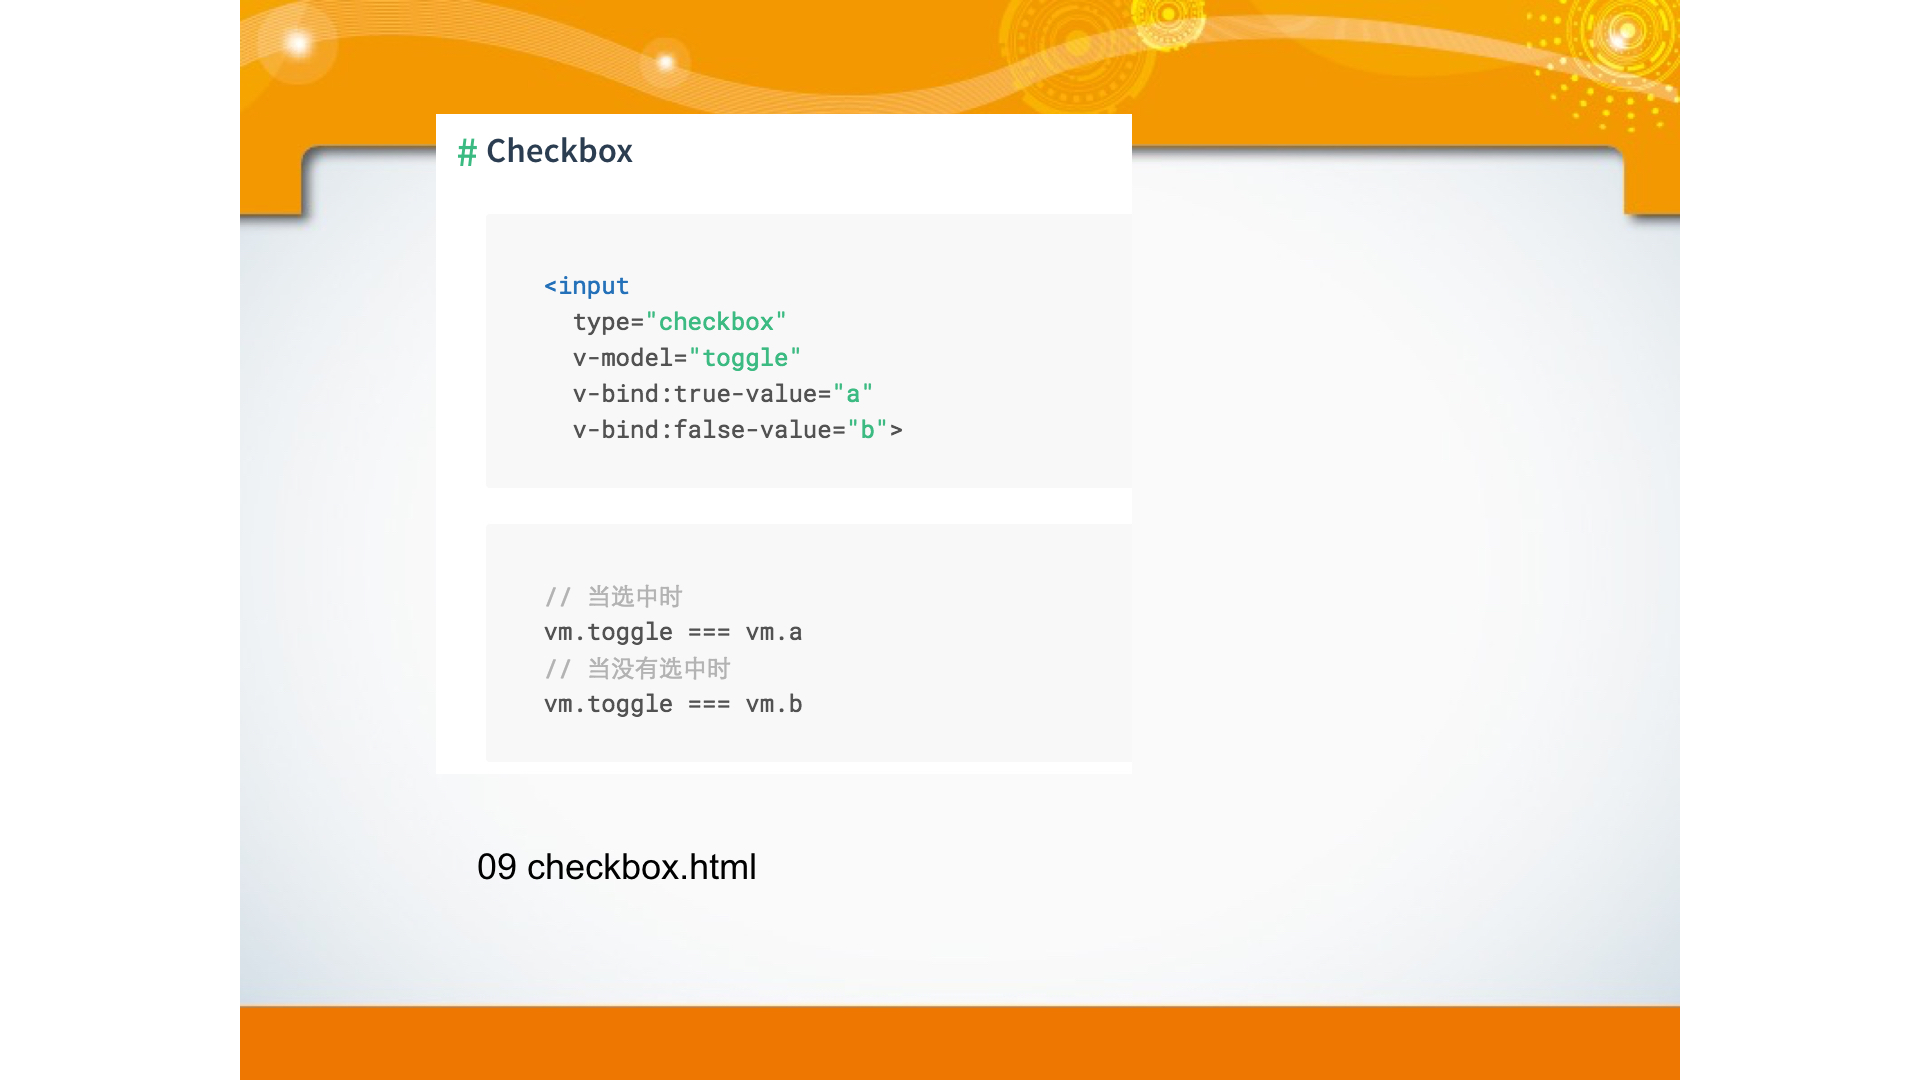 # Checkbox
<input
type="checkbox"
v-model="toggle"
v-bind:true-value="a"
v-bind:false-value="b">
// 当选中时
vm.toggle === vm.a
// 当没有选中时
vm.toggle === vm.b
09 checkbox.html